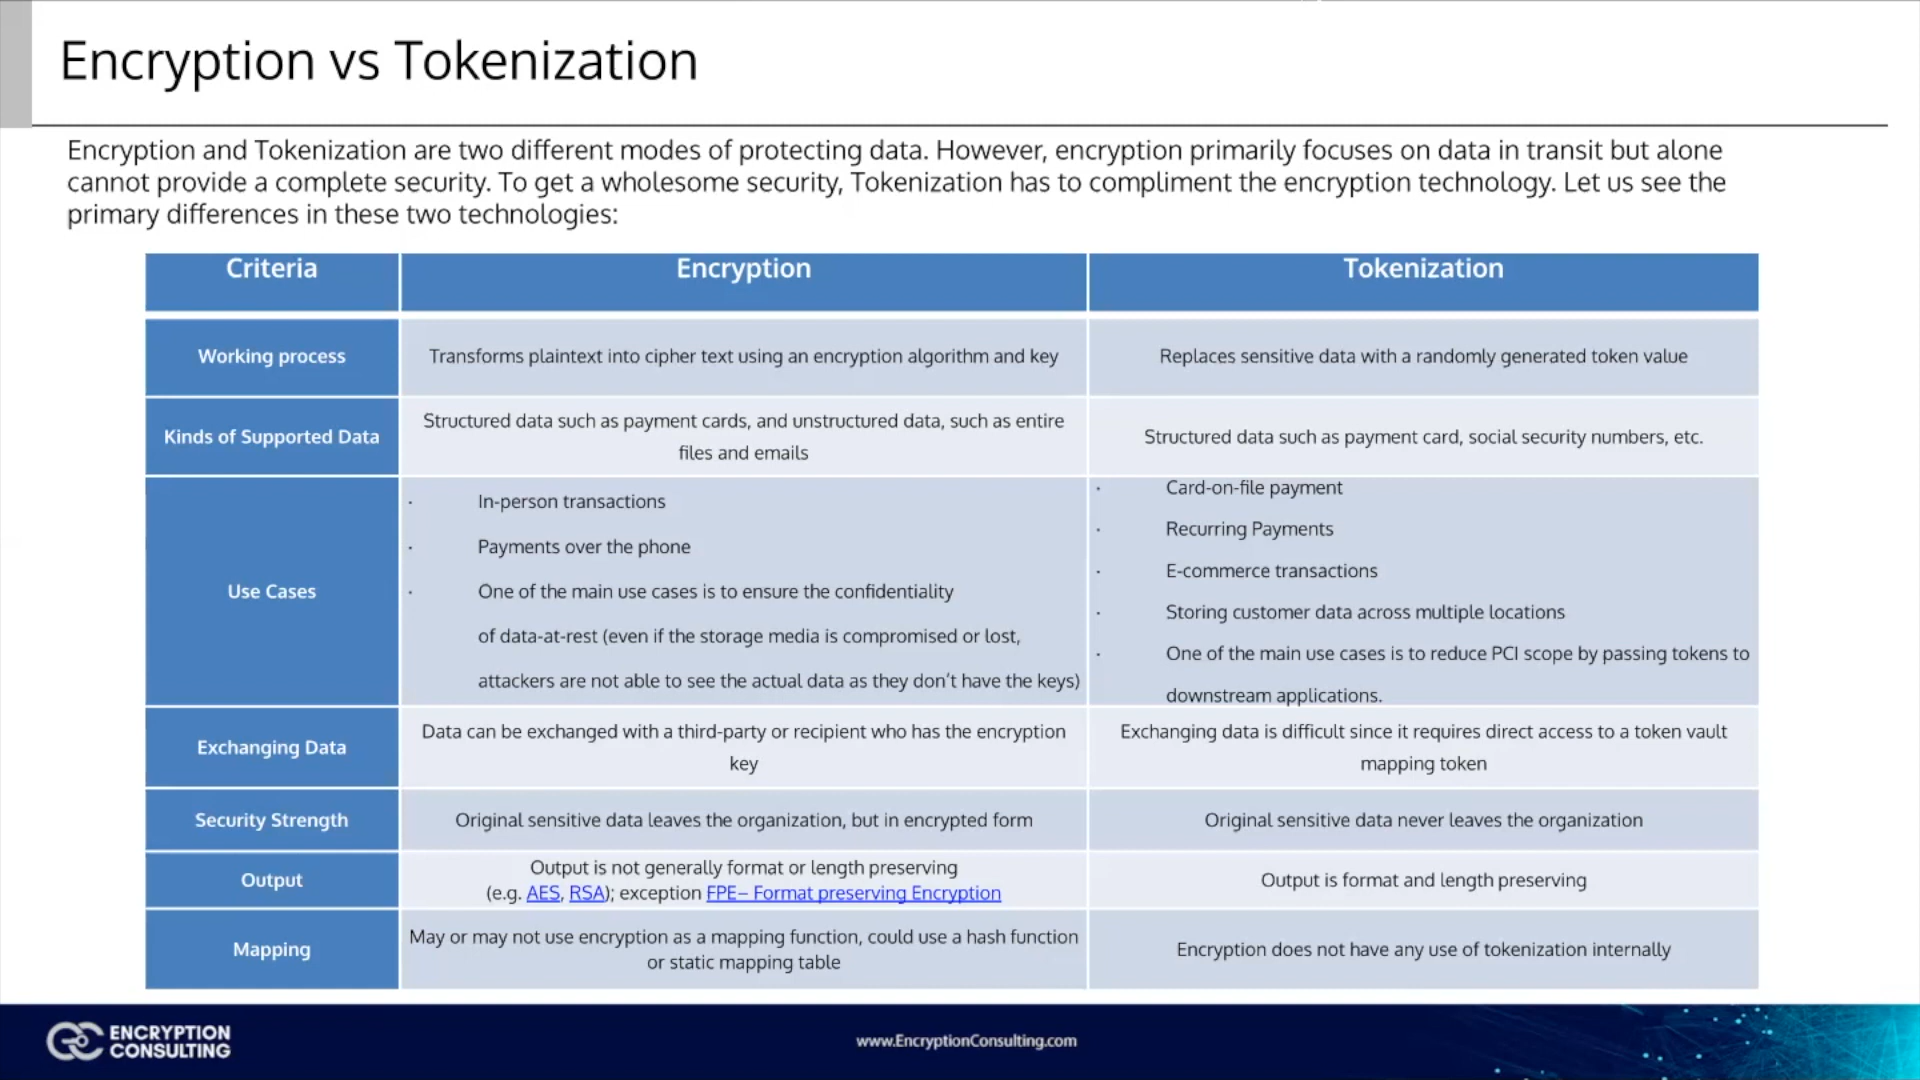 Encryption vs Tokenization
Encryption and Tokenization are two different modes of protecting data. However, encryption primarily focuses on data in transit but alone
cannot provide a complete security. To get a wholesome security, Tokenization has to compliment the encryption technology. Let us see the
primary differences in these two technologies:
Criteria
Encryption
Tokenization
Working process
Transforms plaintext into cipher text using an encryption algorithm and key
Replaces sensitive data with a randomly generated token value
Kinds of Supported Data
Structured data such as payment cards, and unstructured data, such as entire
files and emails
Structured data such as payment card, social security numbers, etc.
Use Cases
· In-person transactions
· Payments over the phone
· One of the main use cases is to ensure the confidentiality
of data-at-rest (even if the storage media is compromised or lost,
attackers are not able to see the actual data as they don’t have the keys)
· Card-on-file payment
· Recurring Payments
· E-commerce transactions
· Storing customer data across multiple locations
· One of the main use cases is to reduce PCI scope by passing tokens to
downstream applications.
Exchanging Data
Data can be exchanged with a third-party or recipient who has the encryption
key
Exchanging data is difficult since it requires direct access to a token vault
mapping token
Security Strength
Original sensitive data leaves the organization, but in encrypted form
Original sensitive data never leaves the organization
Output
Output is not generally format or length preserving
(e.g. AES, RSA); exception FPE– Format preserving Encryption
Output is format and length preserving
Mapping
May or may not use encryption as a mapping function, could use a hash function
or static mapping table
Encryption does not have any use of tokenization internally
ENCRYPTION
CONSULTING
www.EncryptionConsulting.com